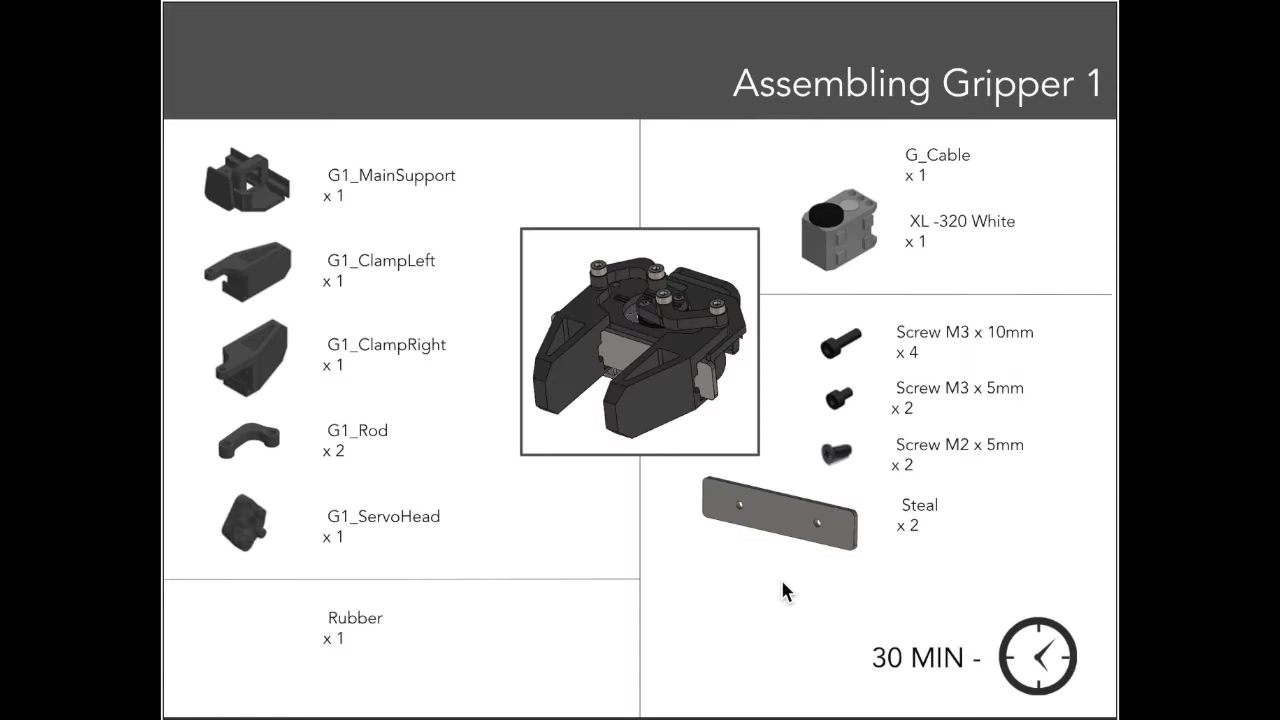 Assembling Gripper 1
G1_MainSupport
x 1
G1_ClampLeft
x 1
G1_ClampRight
x 1
G1_Rod
x 2
G1_ServoHead
x 1
Rubber
x 1
G_Cable
x 1
XL -320 White
x 1
Screw M3 x 10mm
x 4
Screw M3 x 5mm
x 2
Screw M2 x 5mm
x 2
Steal
x 2
30 MIN -